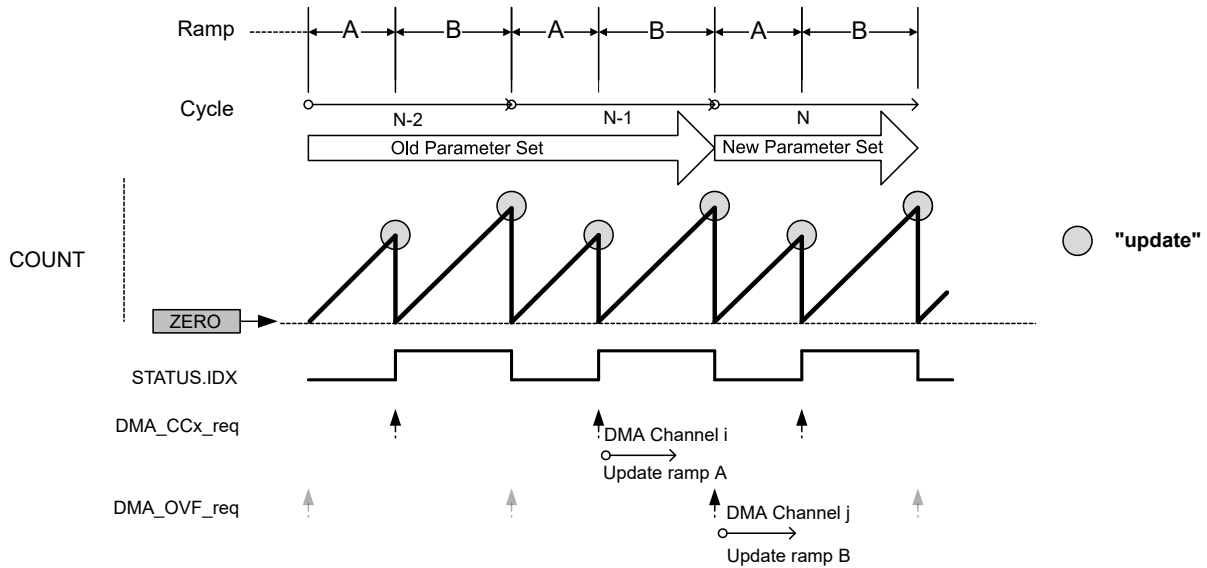 Ramp
A
B
A
B
A
B
Cycle
N-2
N-1
N
Old Parameter Set
New Parameter Set
"update"
COUNT
ZERO
STATUS.IDX
DMA_CCx_req
DMA Channel i
Update ramp A
DMA_OVF_req
DMA Channel j
Update ramp B